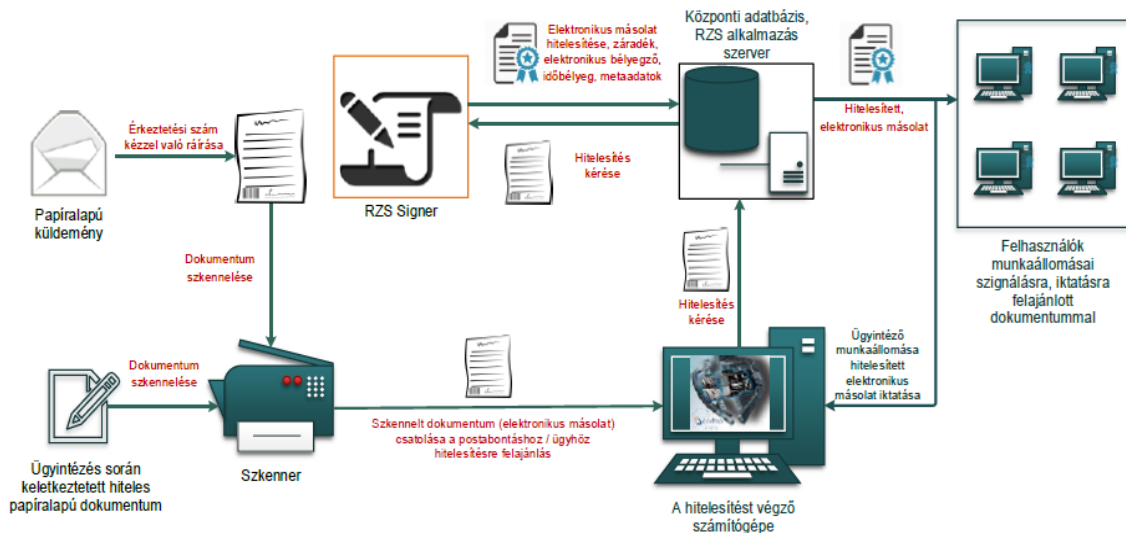 Elektronikus másolat
hitelesítése, záradék,
elektronikus bélyegző,
időbélyeg, metaadatok
Központi adatbázis,
RZS alkalmazás
szerver
Hitelesített,
elektronikus másolat
Érkeztetési szám
kézzel való ráírása
Hitelesítés
kérése
Papíralapú
küldemény
RZS Signer
Dokumentum
szkennelése
Hitelesítés
kérése
Felhasználók
munkaállomásai
szignálásra, iktatásra
felajánlott
dokumentummal
Dokumentum
szkennelése
Ügyintéző
munkaállomása
hitelesített
elektronikus
másolat iktatása
Szkennelt dokumentum (elektronikus másolat)
csatolása a postabontáshoz / ügyhöz
hitelesítésre felajánlás
Ügyintézés során
keletkeztetett hiteles
papíralapú dokumentum
Szkenner
A hitelesítést végző
számítógépe